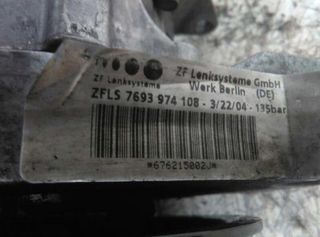 ZF Lenksysteme GmbH
ZF Lenksysteme
Werk Berlin (DE)
ZFLS 7693 974 108 - 3/22/04 - 135bar
*676215002J*